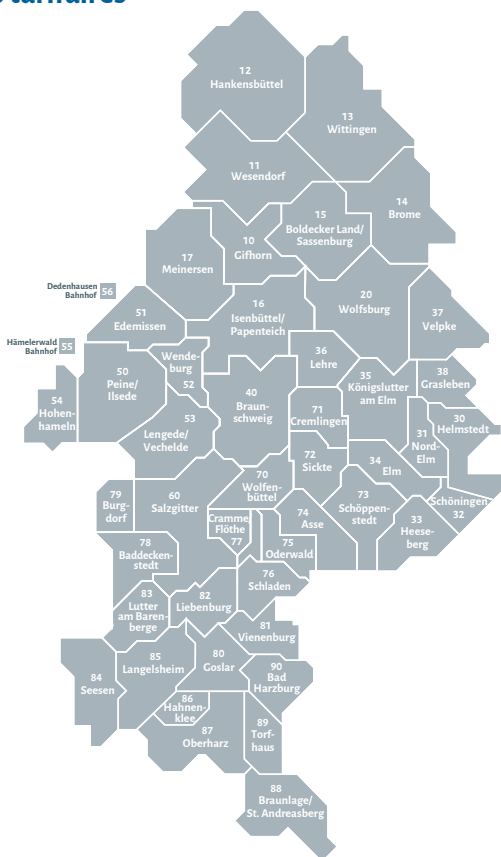 tarifaires
12
Hankensbüttel
13
Wittingen
11
Wesendorf
14
Brome
15
Boldecker Land/
Sassenburg
10
Gifhorn
17
Meinersen
Dedenhausen
Bahnhof
56
20
Wolfsburg
16
Isenbüttel/
Papenteich
51
Edemissen
37
Velpke
Hämelerwald
Bahnhof
55
36
Lehre
Wende-
burg
52
50
Peine/
Ilsede
35
Königslutter
am Elm
38
Grasleben
54
Hohen-
hameln
40
Braun-
schweig
71
Cremlingen
30
Helmstedt
53
Lengede/
Vechelde
31
Nord-
Elm
72
Sickte
34
Elm
70
Wolfen-
büttel
79
Burg-
dorf
60
Salzgitter
73
Schöppen-
stedt
Schöningen
32
74
Asse
33
Heese-
berg
Cramme
Flöthe
77
78
Baddecken-
stedt
75
Oderwald
76
Schladen
83
Lutter
am Baren-
berge
82
Liebenburg
81
Vienenburg
80
Goslar
85
Langelsheim
90
Bad
Harzburg
84
Seesen
86
Hahnen-
klee
87
Oberharz
89
Torf-
haus
88
Braunlage/
St. Andreasberg